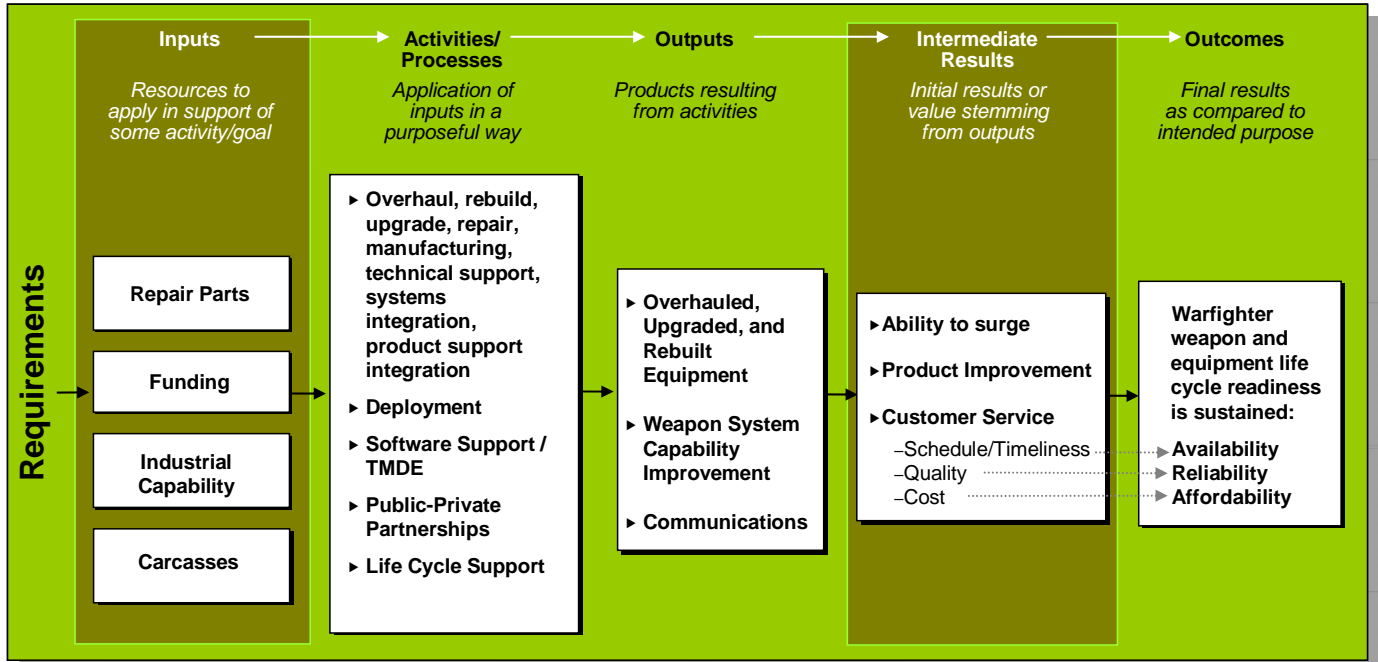 Requirements
Inputs
Resources to
apply in support of
some activity/goal
Repair Parts
Funding
Industrial
Capability
Carcasses
Activities/
Processes
Application of
inputs in a
purposeful way
▸ Overhaul, rebuild,
upgrade, repair,
manufacturing,
technical support,
systems
integration,
product support
integration
▸ Deployment
▸ Software Support /
TMDE
▸ Public-Private
Partnerships
▸ Life Cycle Support
Outputs
Products resulting
from activities
▸ Overhauled,
Upgraded, and
Rebuilt
Equipment
▸ Weapon System
Capability
Improvement
▸ Communications
Intermediate
Results
Initial results or
value stemming
from outputs
▸Ability to surge
▸Product Improvement
▸Customer Service
–Schedule/Timeliness
–Quality
–Cost
Outcomes
Final results
as compared to
intended purpose
Warfighter
weapon and
equipment life
cycle readiness
is sustained:
Availability
Reliability
Affordability